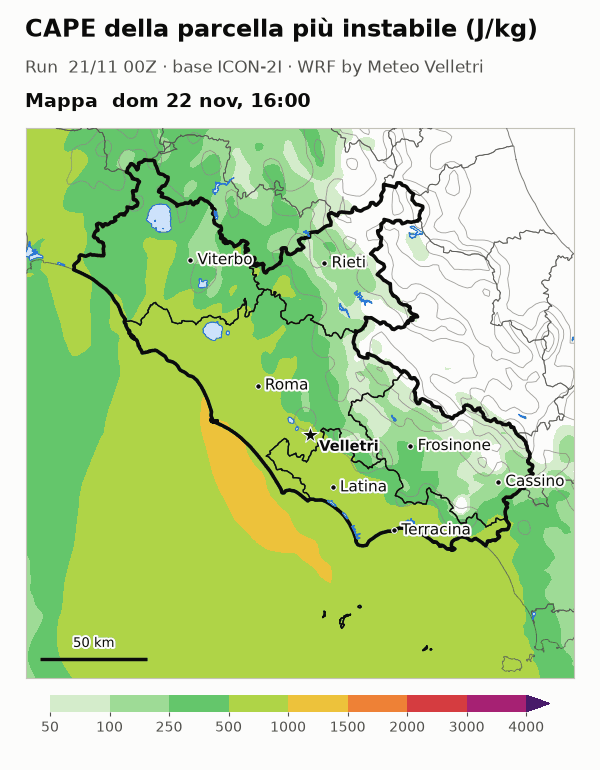 CAPE della parcella più instabile (J/kg)
Run  21/11 00Z · base ICON-2I · WRF by Meteo Velletri
Mappa  dom 22 nov, 16:00
Viterbo
Rieti
Roma
Velletri
Frosinone
Cassino
Latina
Terracina
50 km
50 100 250 500 1000 1500 2000 3000 4000